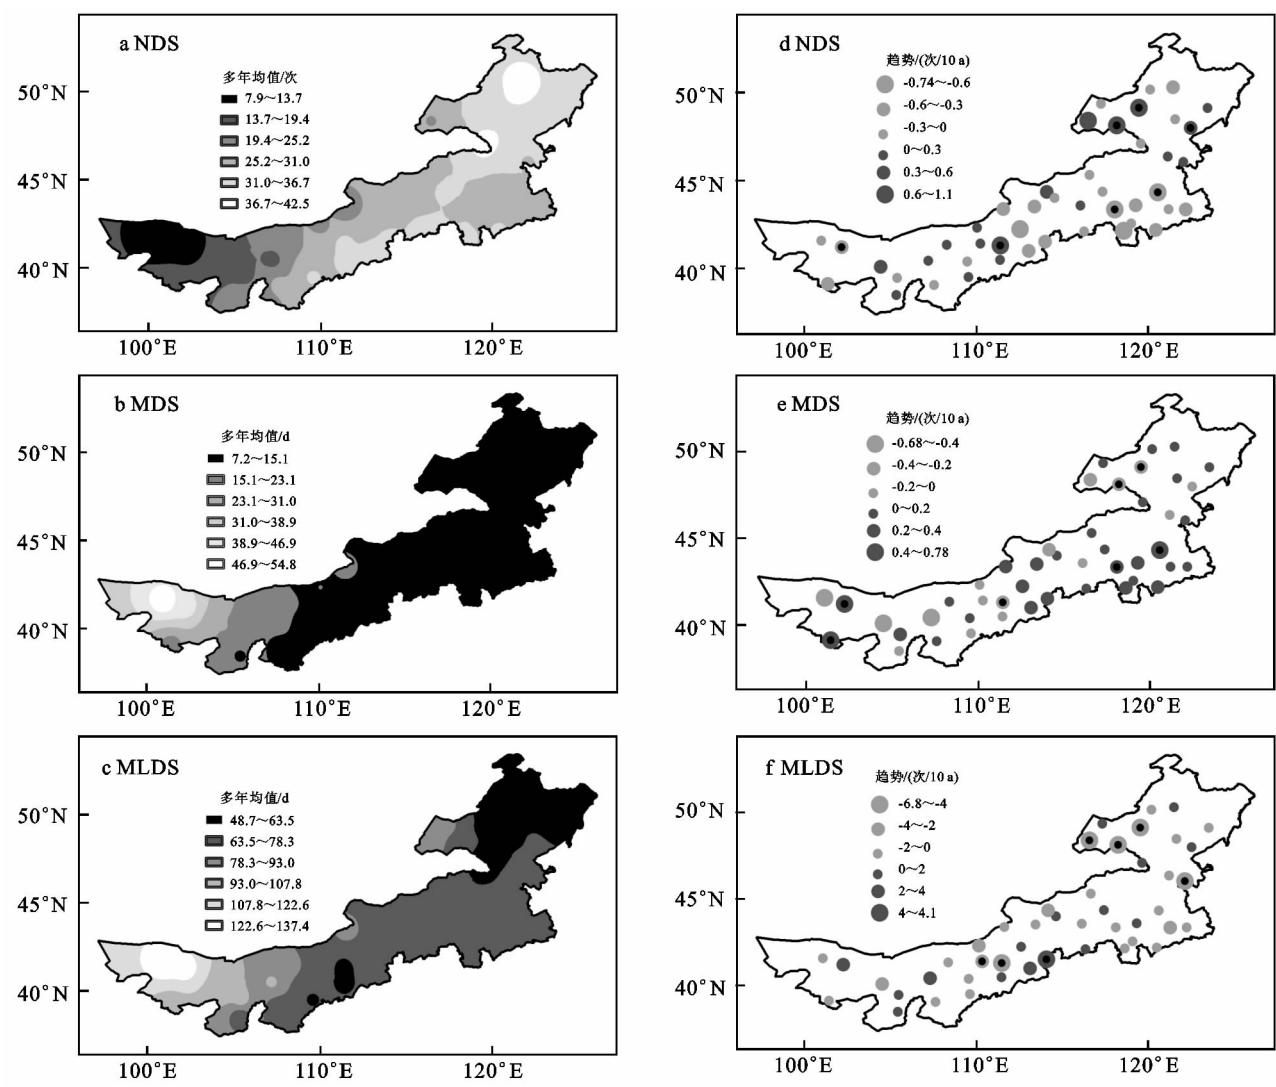 a NDS
多年均值/次
7.9～13.7
13.7～19.4
19.4～25.2
25.2～31.0
31.0～36.7
36.7～42.5
50°N
45°N
40°N
100°E
110°E
120°E
d NDS
趋势/(次/10 a)
-0.74～-0.6
-0.6～-0.3
-0.3～0
0～0.3
0.3～0.6
0.6～1.1
50°N
45°N
40°N
100°E
110°E
120°E
b MDS
多年均值/d
7.2～15.1
15.1～23.1
23.1～31.0
31.0～38.9
38.9～46.9
46.9～54.8
50°N
45°N
40°N
100°E
110°E
120°E
e MDS
趋势/(次/10 a)
-0.68～-0.4
-0.4～-0.2
-0.2～0
0～0.2
0.2～0.4
0.4～0.78
50°N
45°N
40°N
100°E
110°E
120°E
c MLDS
多年均值/d
48.7～63.5
63.5～78.3
78.3～93.0
93.0～107.8
107.8～122.6
122.6～137.4
50°N
45°N
40°N
100°E
110°E
120°E
f MLDS
趋势/(次/10 a)
-6.8～-4
-4～-2
-2～0
0～2
2～4
4～4.1
50°N
45°N
40°N
100°E
110°E
120°E